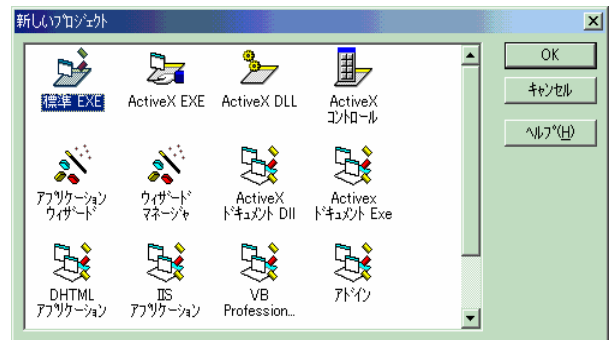 新しいﾌﾟﾛｼﾞｪｸﾄ
OK
ｷｬﾝｾﾙ
ﾍﾙﾌﾟ(H)
標準 EXE
ActiveX EXE
ActiveX DLL
ActiveX
ｺﾝﾄﾛｰﾙ
ｱﾌﾟﾘｹｰｼｮﾝ
ｳｨｻﾞｰﾄﾞ
ｳｨｻﾞｰﾄﾞ
ﾏﾈｰｼﾞｬ
ActiveX
ﾄﾞｷｭﾒﾝﾄ Dll
Activex
ﾄﾞｷｭﾒﾝﾄ Exe
DHTML
ｱﾌﾟﾘｹｰｼｮﾝ
IIS
ｱﾌﾟﾘｹｰｼｮﾝ
VB
Profession...
ｱﾄﾞｲﾝ